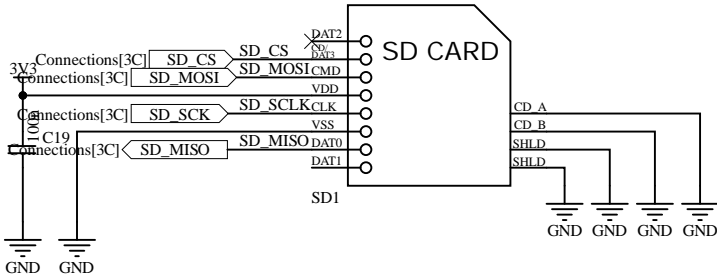 DAT2
SD CARD
CD/
DAT3
Connections[3C] SD_CS SD_CS
3V3
Connections[3C] SD_MOSI SD_MOSI CMD
VDD
Connections[3C] SD_SCK SD_SCLK CLK
CD_A
100n
C19
VSS
CD_B
Connections[3C] SD_MISO SD_MISO DAT0
SHLD
DAT1
SHLD
SD1
GND GND GND GND
GND GND